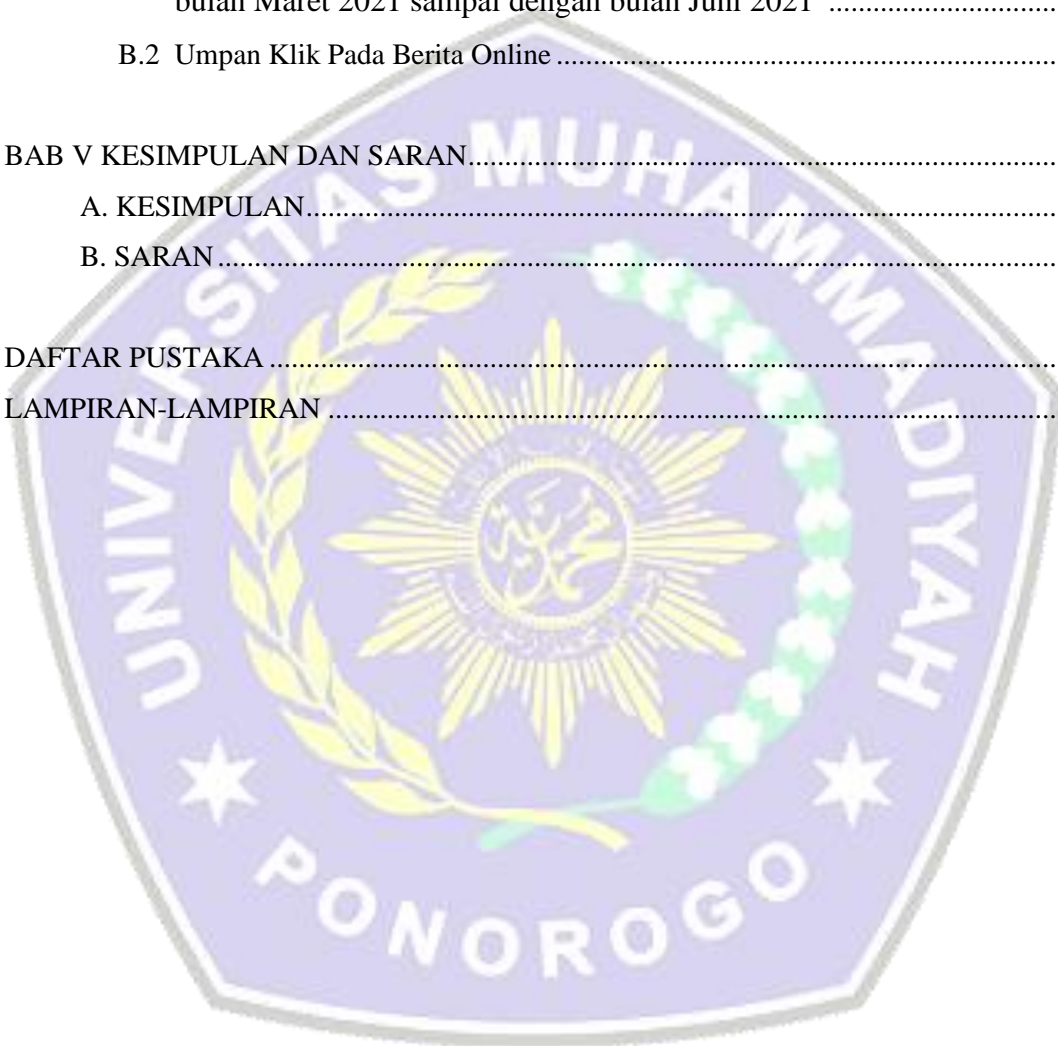 bulan Maret 2021 sampai dengan bulan Juni 2021 ...............................
B.2 Umpan Klik Pada Berita Online ....................................................................
BAB V KESIMPULAN DAN SARAN................................................................................
A. KESIMPULAN.........................................................................................................
B. SARAN .....................................................................................................................
DAFTAR PUSTAKA ..........................................................................................................
LAMPIRAN-LAMPIRAN ..................................................................................................
UNIVERSITAS MUHAMMADIYAH
PONOROGO
محمدية